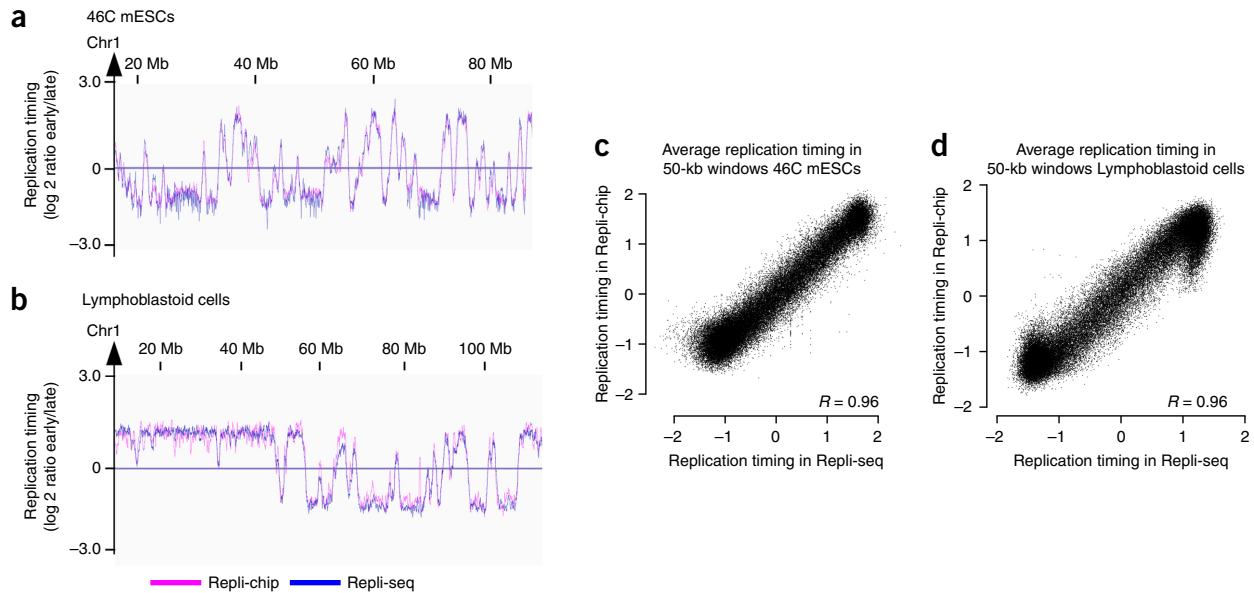 a
46C mESCs
Chr1
20 Mb 40 Mb 60 Mb 80 Mb
3.0
0
–3.0
Replication timing
(log 2 ratio early/late)
b
Lymphoblastoid cells
Chr1
20 Mb 40 Mb 60 Mb 80 Mb 100 Mb
3.0
0
–3.0
Replication timing
(log 2 ratio early/late)
Repli-chip Repli-seq
c
Average replication timing in
50-kb windows 46C mESCs
Replication timing in Repli-chip
2
1
0
–1
–2
R = 0.96
–2 –1 0 1 2
Replication timing in Repli-seq
d
Average replication timing in
50-kb windows Lymphoblastoid cells
Replication timing in Repli-chip
2
1
0
–1
–2
R = 0.96
–2 –1 0 1 2
Replication timing in Repli-seq